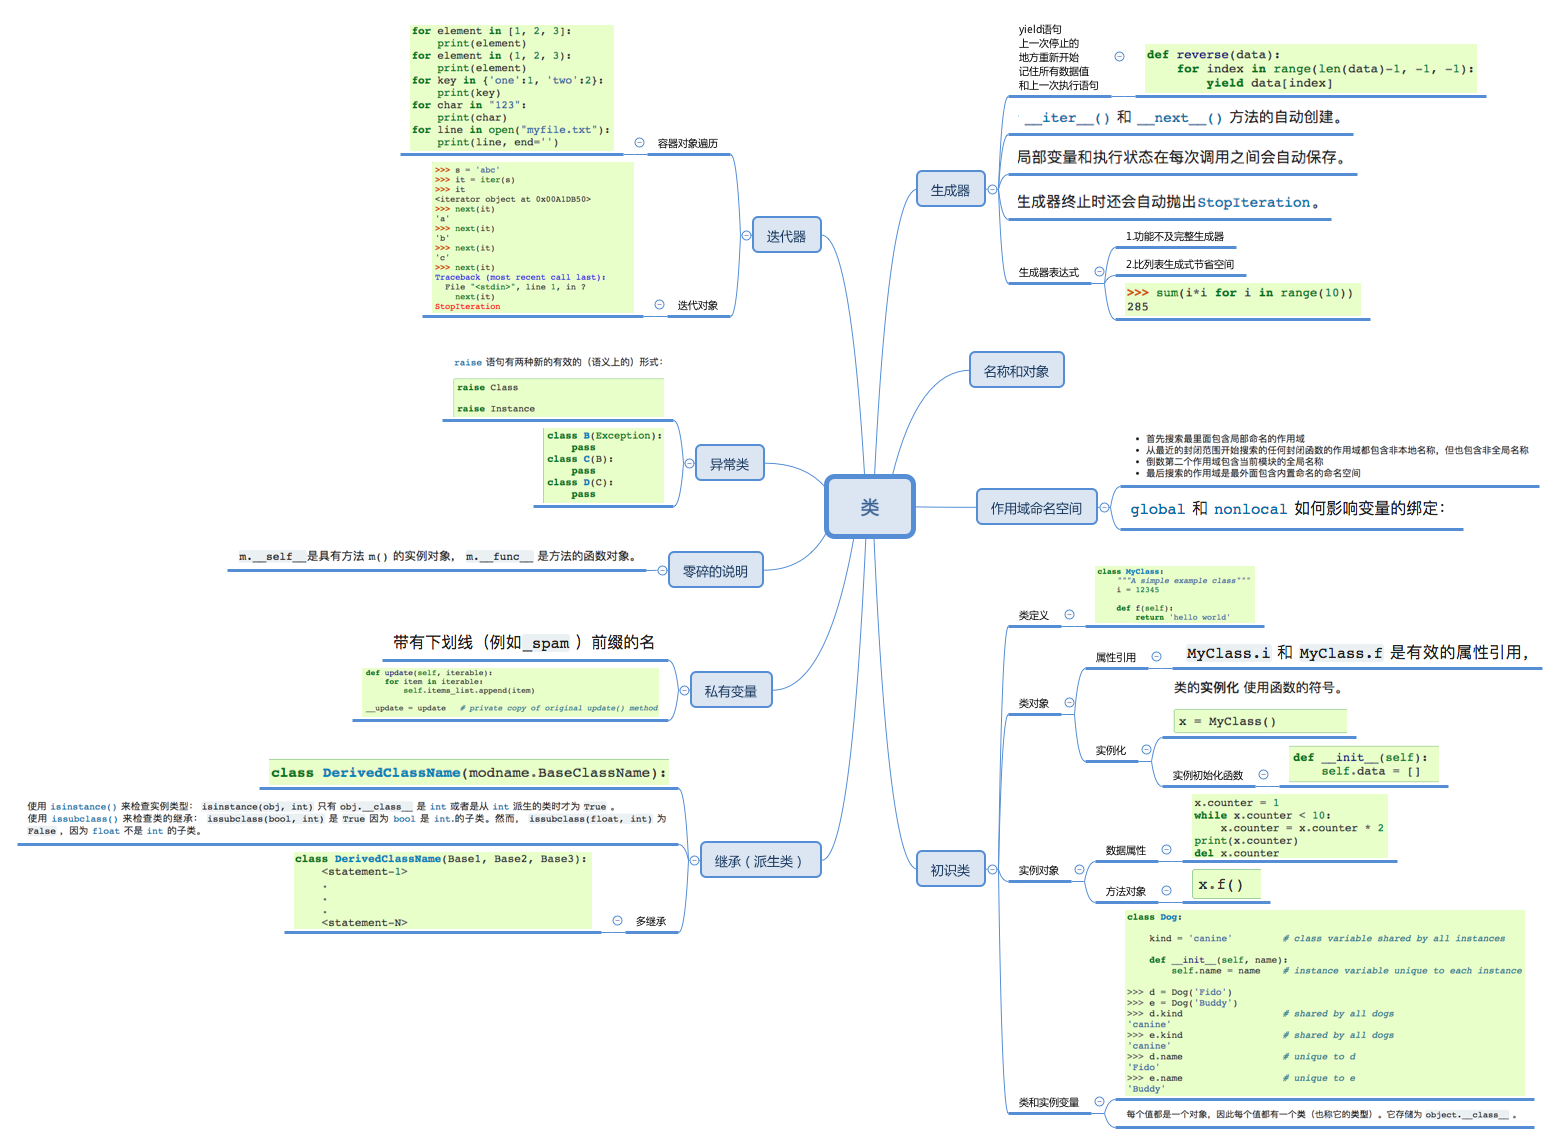 类
生成器
yield语句
上一次停止的
地方重新开始
记住所有数据值
和上一次执行语句
def reverse(data):
    for index in range(len(data)-1, -1, -1):
        yield data[index]
__iter__() 和 __next__() 方法的自动创建。
局部变量和执行状态在每次调用之间会自动保存。
生成器终止时还会自动抛出StopIteration。
生成器表达式
1.功能不及完整生成器
2.比列表生成式节省空间
>>> sum(i*i for i in range(10))
285
名称和对象
作用域命名空间
• 首先搜索最里面包含局部命名的作用域
• 从最近的封闭范围开始搜索的任何封闭函数的作用域都包含非本地名称，但也包含非全局名称
• 倒数第二个作用域包含当前模块的全局名称
• 最后搜索的作用域是最外面包含内置命名的命名空间
global 和 nonlocal 如何影响变量的绑定：
初识类
类定义
class MyClass:
    """A simple example class"""
    i = 12345
    def f(self):
        return 'hello world'
类对象
属性引用
MyClass.i 和 MyClass.f 是有效的属性引用，
实例化
类的实例化 使用函数的符号。
x = MyClass()
实例初始化函数
def __init__(self):
    self.data = []
实例对象
数据属性
x.counter = 1
while x.counter < 10:
    x.counter = x.counter * 2
print(x.counter)
del x.counter
方法对象
x.f()
类和实例变量
class Dog:
    kind = 'canine'         # class variable shared by all instances
    def __init__(self, name):
        self.name = name    # instance variable unique to each instance
>>> d = Dog('Fido')
>>> e = Dog('Buddy')
>>> d.kind                  # shared by all dogs
'canine'
>>> e.kind                  # shared by all dogs
'canine'
>>> d.name                  # unique to d
'Fido'
>>> e.name                  # unique to e
'Buddy'
每个值都是一个对象，因此每个值都有一个类（也称它的类型）。它存储为 object.__class__ 。
迭代器
容器对象遍历
for element in [1, 2, 3]:
    print(element)
for element in (1, 2, 3):
    print(element)
for key in {'one':1, 'two':2}:
    print(key)
for char in "123":
    print(char)
for line in open("myfile.txt"):
    print(line, end='')
迭代对象
>>> s = 'abc'
>>> it = iter(s)
>>> it
<iterator object at 0x00A1DB50>
>>> next(it)
'a'
>>> next(it)
'b'
>>> next(it)
'c'
>>> next(it)
Traceback (most recent call last):
  File "<stdin>", line 1, in ?
    next(it)
StopIteration
异常类
raise 语句有两种新的有效的（语义上的）形式：
raise Class
raise Instance
class B(Exception):
    pass
class C(B):
    pass
class D(C):
    pass
零碎的说明
m.__self__是具有方法 m() 的实例对象， m.__func__ 是方法的函数对象。
私有变量
带有下划线（例如_spam ）前缀的名
def update(self, iterable):
    for item in iterable:
        self.items_list.append(item)
__update = update   # private copy of original update() method
继承（派生类）
class DerivedClassName(modname.BaseClassName):
使用 isinstance() 来检查实例类型： isinstance(obj, int) 只有 obj.__class__ 是 int 或者是从 int 派生的类时才为 True 。
使用 issubclass() 来检查类的继承： issubclass(bool, int) 是 True 因为 bool 是 int.的子类。然而， issubclass(float, int) 为
False ，因为 float 不是 int 的子类。
多继承
class DerivedClassName(Base1, Base2, Base3):
    <statement-1>
    .
    .
    .
    <statement-N>